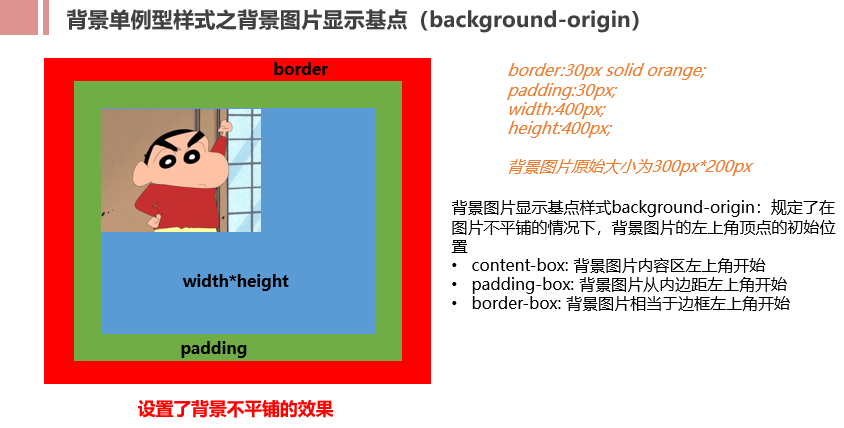 背景单例型样式之背景图片显示基点（background-origin）
border
width*height
padding
设置了背景不平铺的效果
border:30px solid orange;
padding:30px;
width:400px;
height:400px;
背景图片原始大小为300px*200px
背景图片显示基点样式background-origin：规定了在
图片不平铺的情况下，背景图片的左上角顶点的初始位
置
• content-box: 背景图片内容区左上角开始
• padding-box: 背景图片从内边距左上角开始
• border-box: 背景图片相当于边框左上角开始